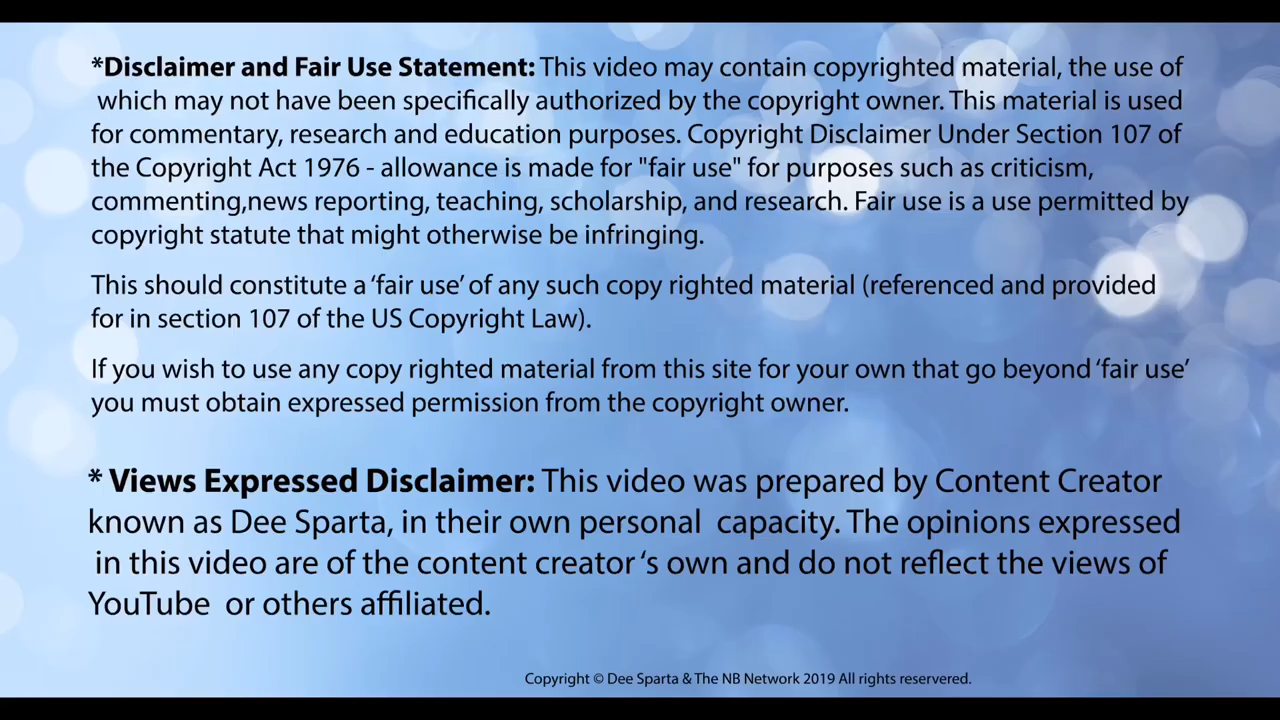 *Disclaimer and Fair Use Statement: This video may contain copyrighted material, the use of
which may not have been specifically authorized by the copyright owner. This material is used
for commentary, research and education purposes. Copyright Disclaimer Under Section 107 of
the Copyright Act 1976 - allowance is made for "fair use" for purposes such as criticism,
commenting,news reporting, teaching, scholarship, and research. Fair use is a use permitted by
copyright statute that might otherwise be infringing.
This should constitute a ‘fair use’ of any such copy righted material (referenced and provided
for in section 107 of the US Copyright Law).
If you wish to use any copy righted material from this site for your own that go beyond ‘fair use’
you must obtain expressed permission from the copyright owner.
* Views Expressed Disclaimer: This video was prepared by Content Creator
known as Dee Sparta, in their own personal capacity. The opinions expressed
in this video are of the content creator ‘s own and do not reflect the views of
YouTube or others affiliated.
Copyright © Dee Sparta & The NB Network 2019 All rights reservered.